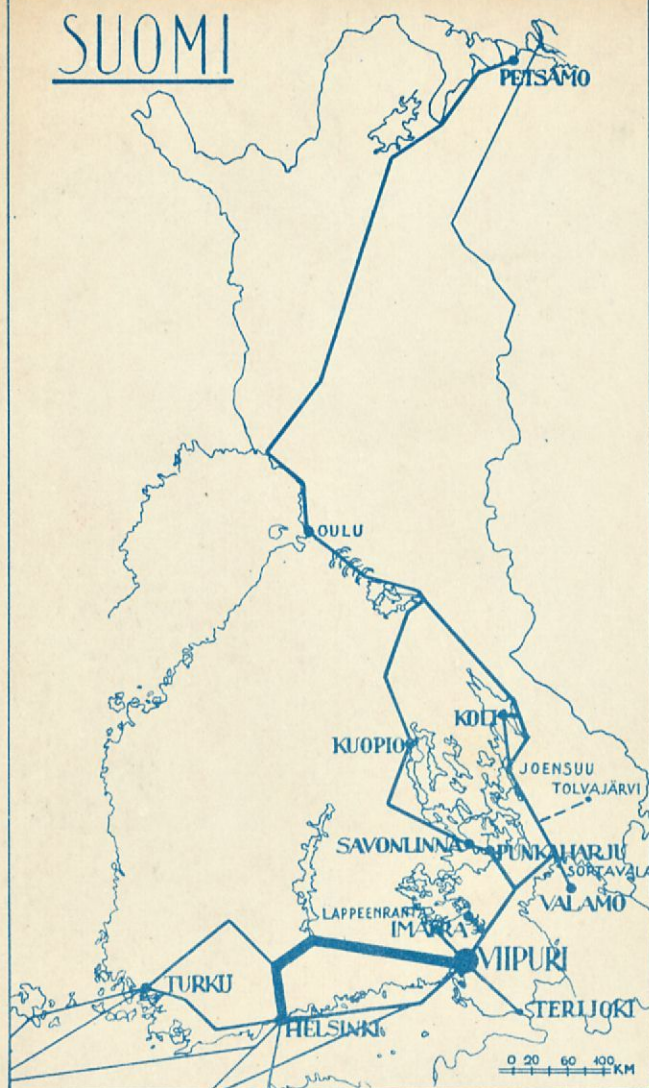 SUOMI
PETSAMO
OULU
KOLI
KUOPIO
JOENSUU
TOLVAJÄRVI
SAVONLINNA
PUNKAHARJU
SORTAVALA
VALAMO
LAPPEENRANTA
IMATRA
VIIPURI
TURKU
TERIJOKI
HELSINKI
0 20 60 100 KM